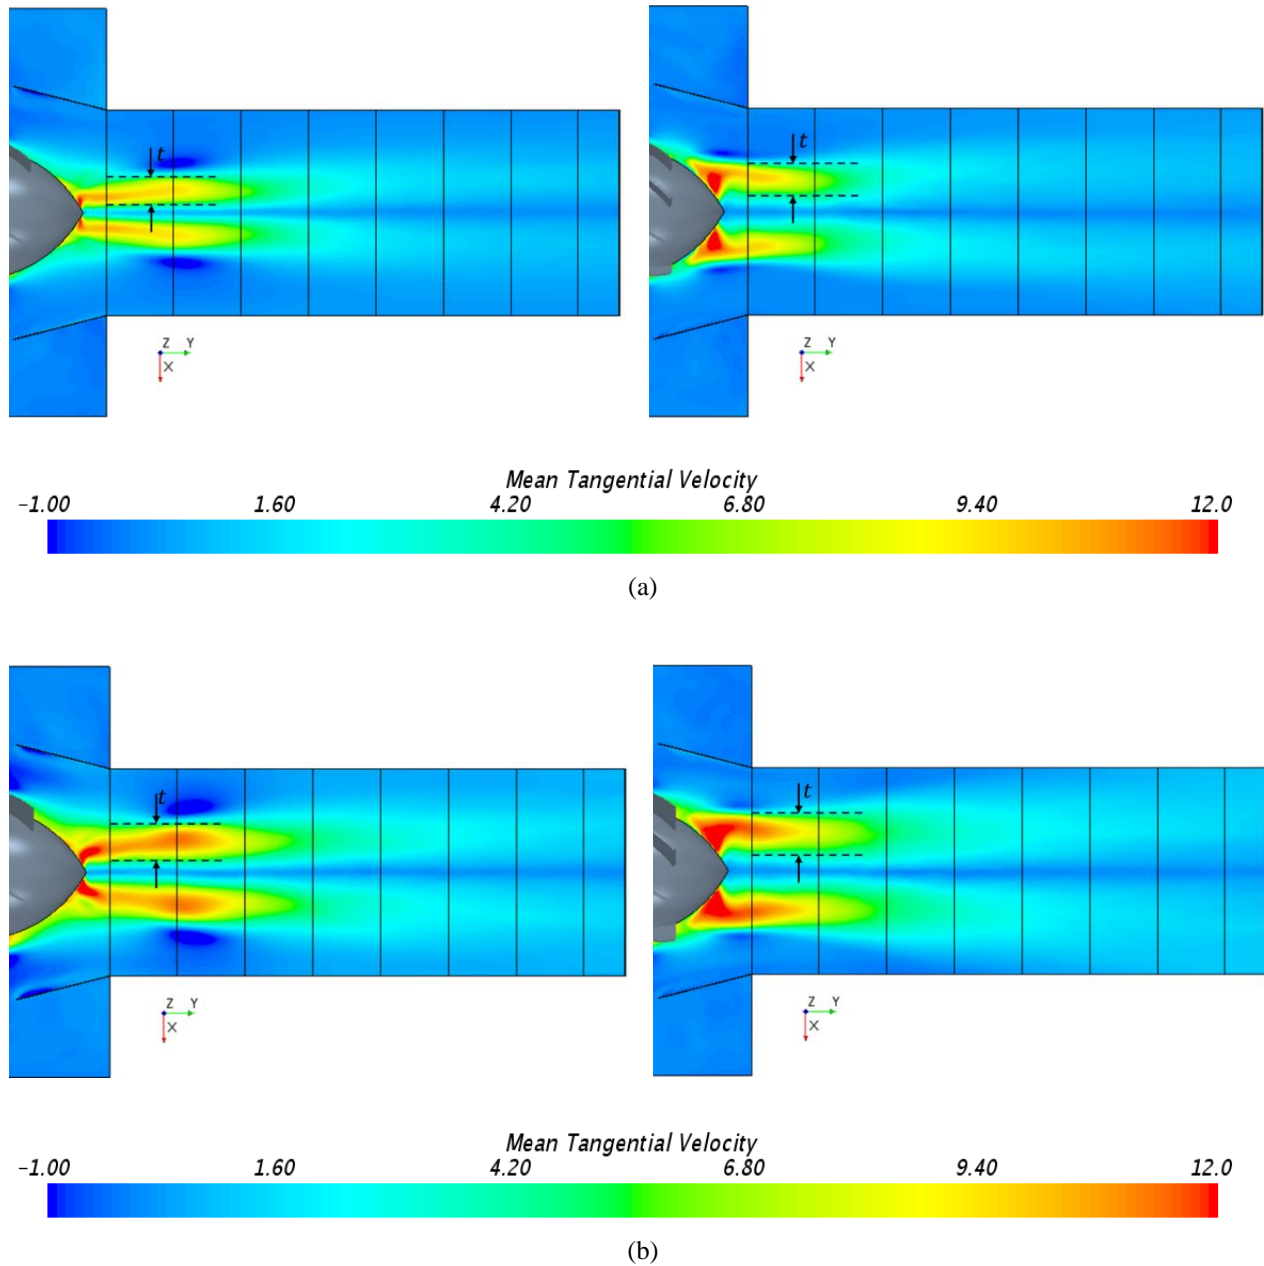 t
t
Z Y
X
Z Y
X
Mean Tangential Velocity
−1.00 1.60 4.20 6.80 9.40 12.0
(a)
t
t
Z Y
X
Z Y
X
Mean Tangential Velocity
−1.00 1.60 4.20 6.80 9.40 12.0
(b)